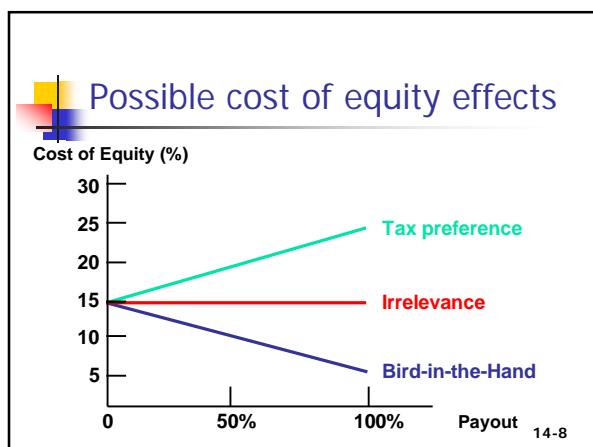 Possible cost of equity effects
Cost of Equity (%)
30
25
Tax preference
20
15
Irrelevance
10
5
Bird-in-the-Hand
0 50% 100% Payout
14-8